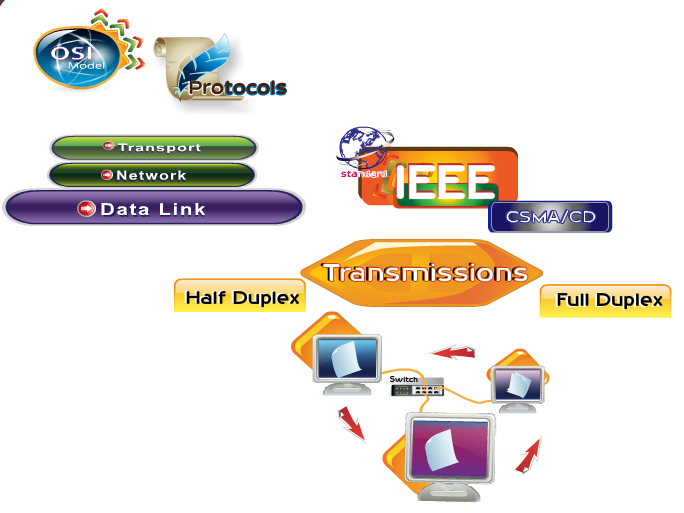 OSI
Model
Protocols
Transport
Network
Data Link
standard
IEEE
CSMA/CD
Transmissions
Half Duplex
Full Duplex
Switch